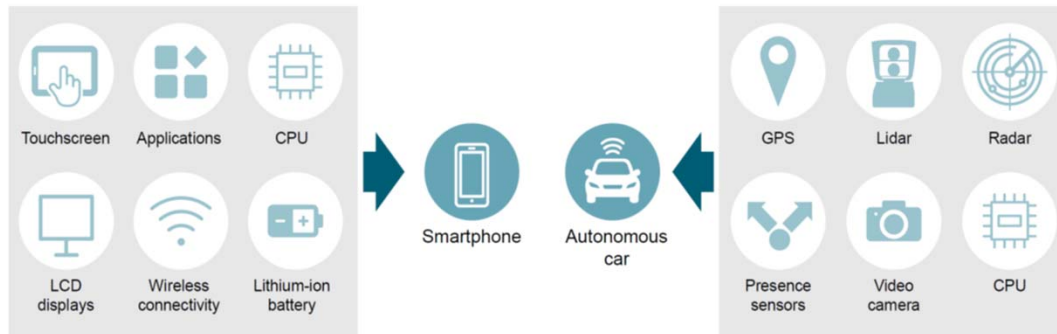 Touchscreen
Applications
CPU
LCD
displays
Wireless
connectivity
Lithium-ion
battery
Smartphone
Autonomous
car
GPS
Lidar
Radar
Presence
sensors
Video
camera
CPU